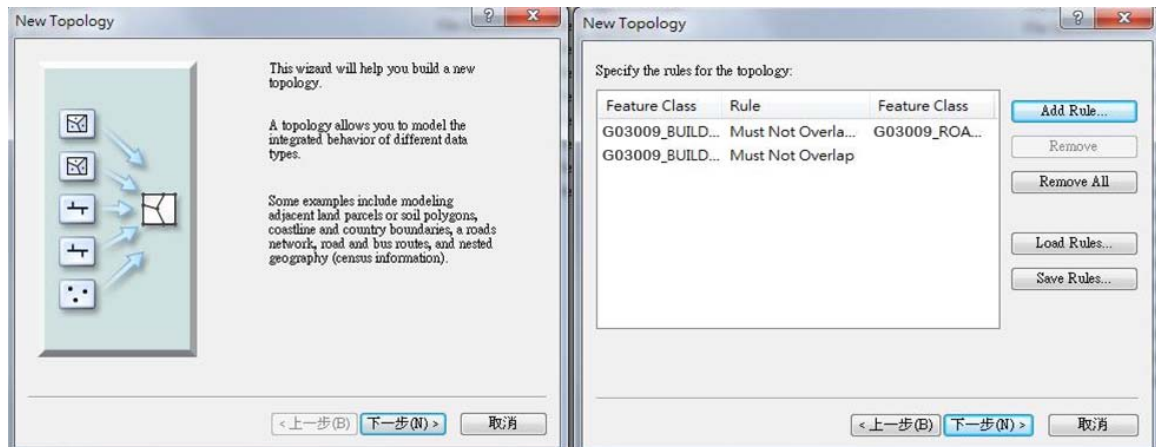 New Topology
This wizard will help you build a new
topology.
A topology allows you to model the
integrated behavior of different data
types.
Some examples include modeling
adjacent land parcels or soil polygons,
coastline and country boundaries, a roads
network, road and bus routes, and nested
geography (census information).
<上一步(B) 下一步(N)> 取消
New Topology
Specify the rules for the topology:
Feature Class Rule Feature Class
G03009_BUILD... Must Not Overla... G03009_ROA...
G03009_BUILD... Must Not Overlap
Add Rule...
Remove
Remove All
Load Rules...
Save Rules...
<上一步(B) 下一步(N)> 取消